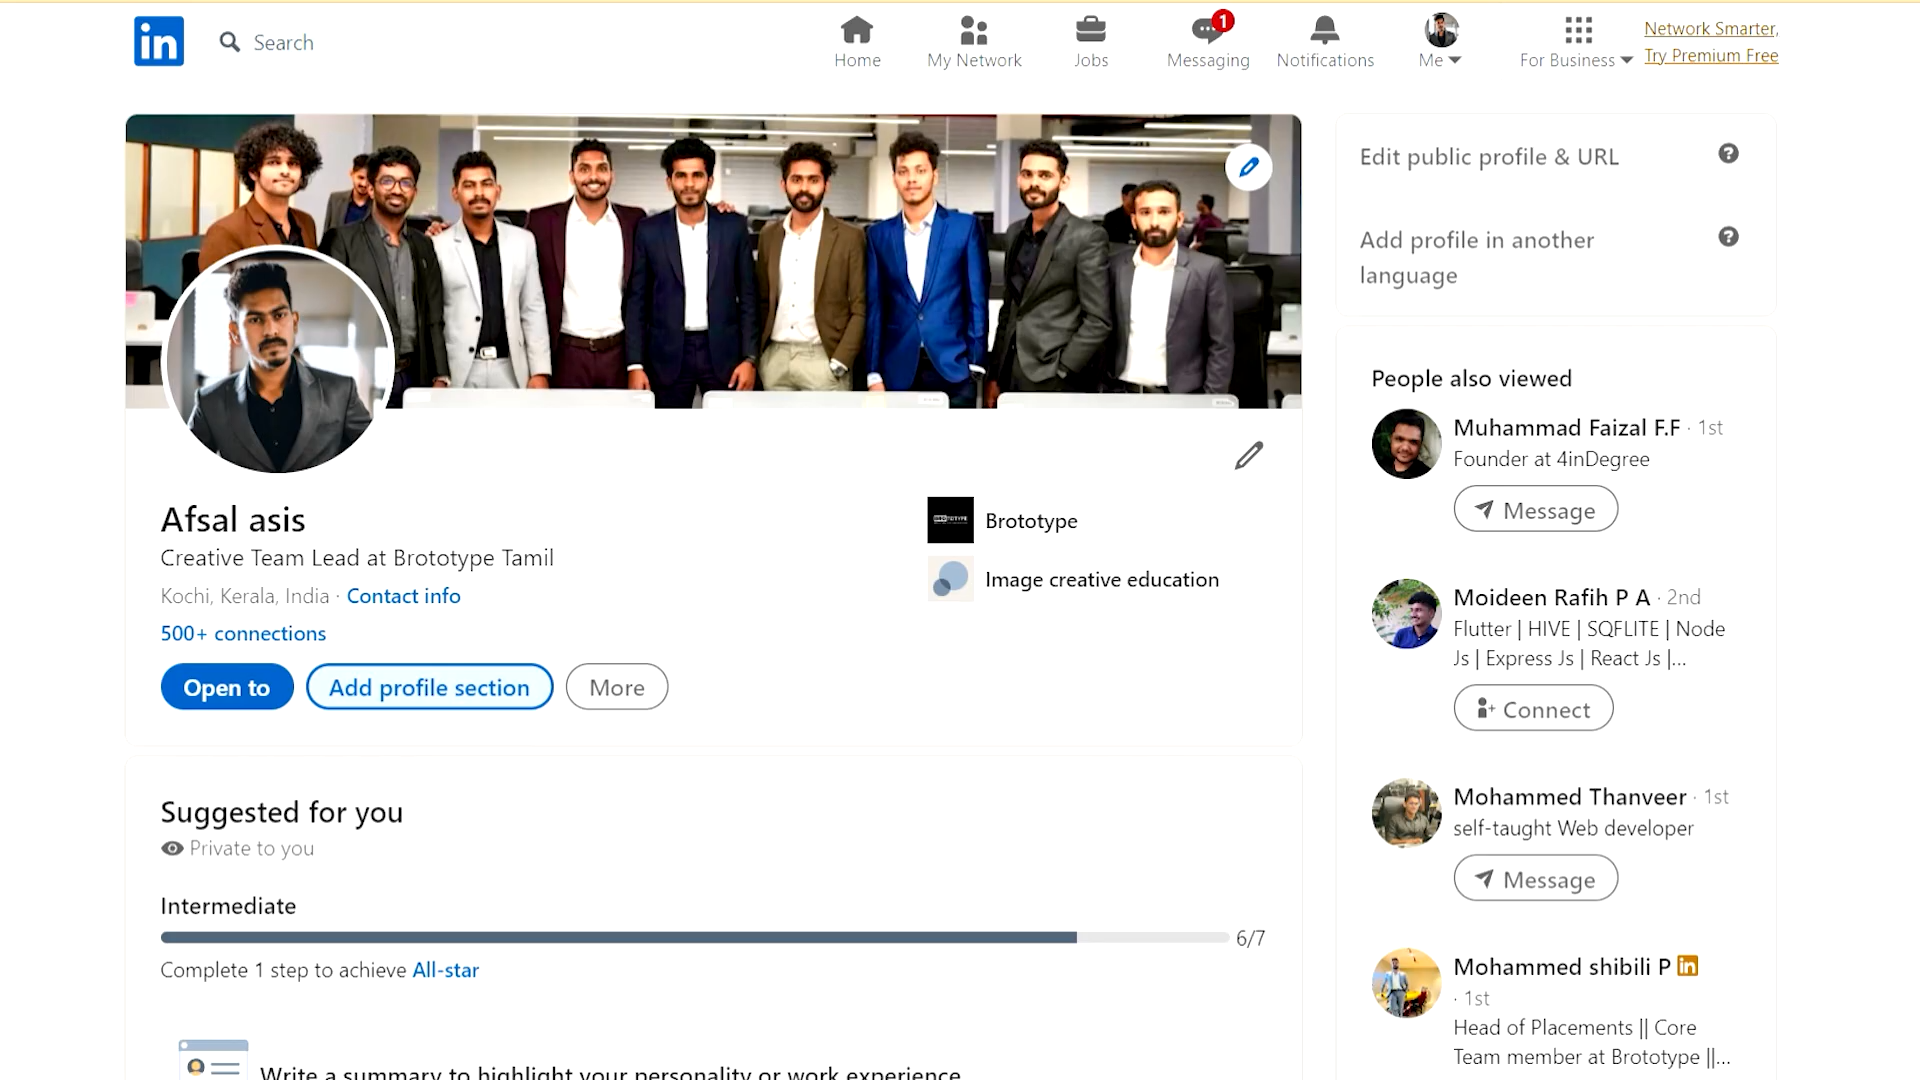 in
Search
Home
My Network
Jobs
1
Messaging
Notifications
Me
For Business
Network Smarter,
Try Premium Free
Edit public profile & URL
Add profile in another
language
Afsal asis
Creative Team Lead at Brototype Tamil
Kochi, Kerala, India · Contact info
500+ connections
Open to
Add profile section
More
Brototype
Image creative education
Suggested for you
Private to you
Intermediate
6/7
Complete 1 step to achieve All-star
Write a summary to highlight your personality or work experience
People also viewed
Muhammad Faizal F.F · 1st
Founder at 4inDegree
Message
Moideen Rafih P A · 2nd
Flutter | HIVE | SQFLITE | Node
Js | Express Js | React Js |...
Connect
Mohammed Thanveer · 1st
self-taught Web developer
Message
Mohammed shibili P in
· 1st
Head of Placements || Core
Team member at Brototype ||...